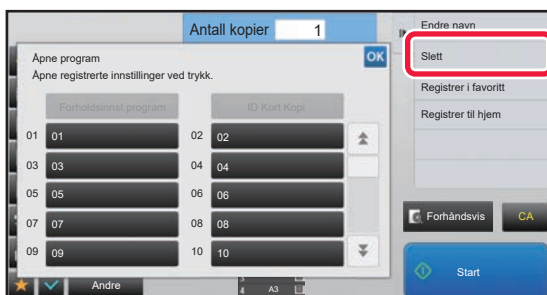 Antall kopier 1
Åpne program
OK
Åpne registrerte innstillinger ved trykk.
Forholdsinnst.program
ID Kort Kopi
01 01
02 02
03 03
04 04
05 05
06 06
07 07
08 08
09 09
10 10
Andre
A3
4
Endre navn
Slett
Registrer i favoritt
Registrer til hjem
Forhåndsvis
CA
Start